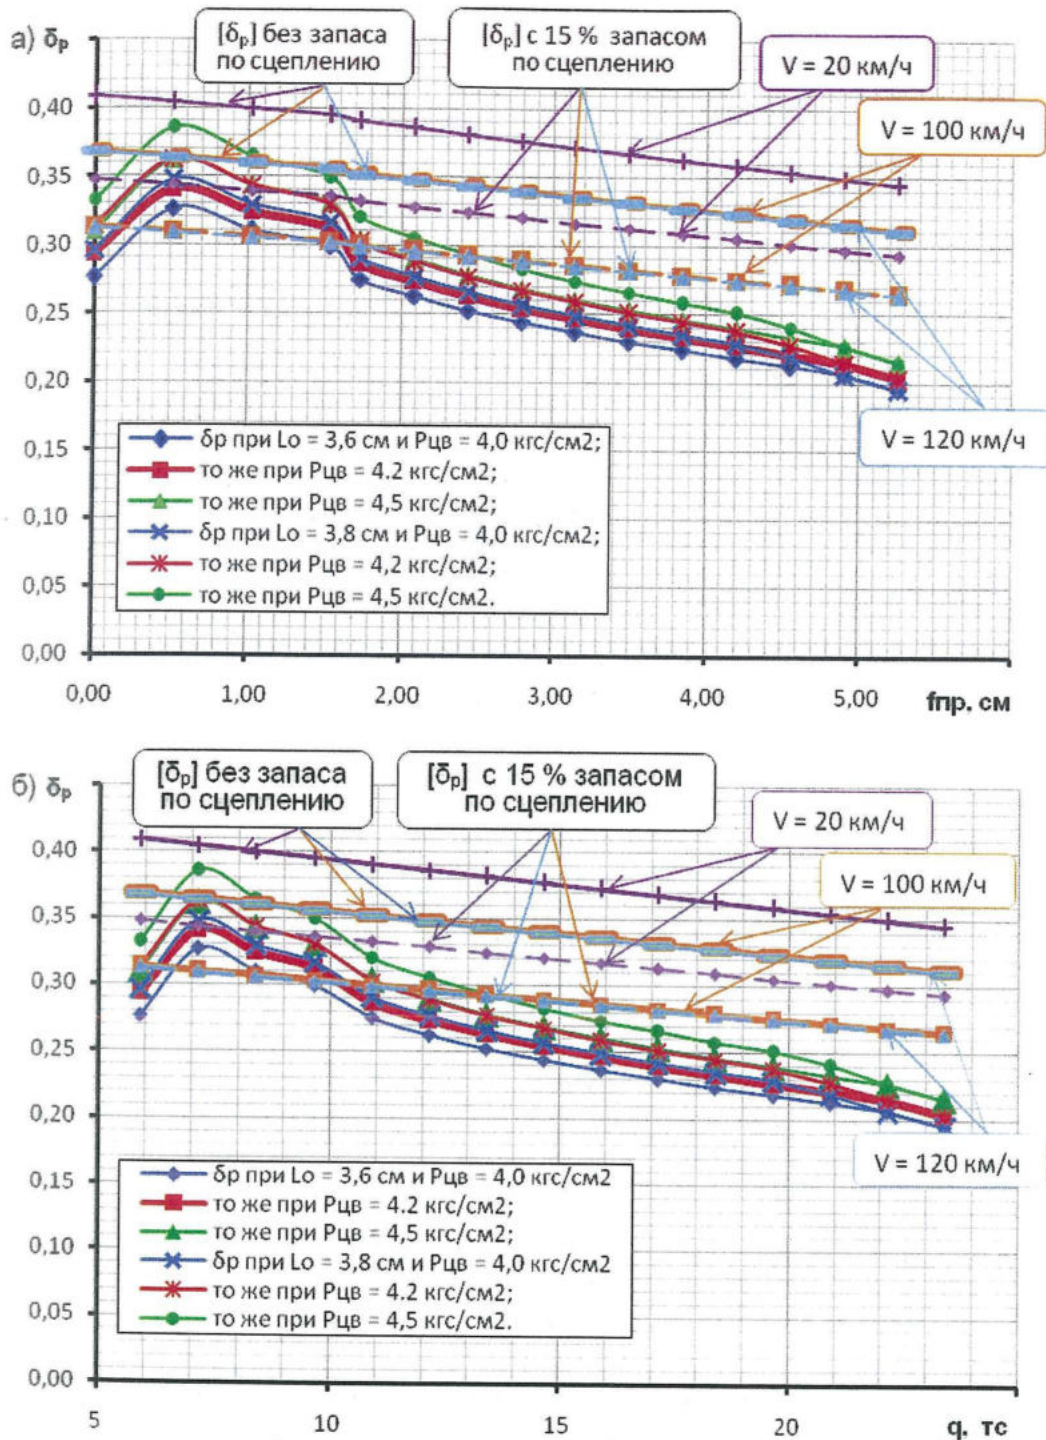 а) δр
[δр] без запаса
по сцеплению
[δр] с 15 % запасом
по сцеплению
V = 20 км/ч
V = 100 км/ч
V = 120 км/ч
0,40
0,35
0,30
0,25
0,20
0,15
0,10
0,05
0,00
δр при Lo = 3,6 см и Рцв = 4,0 кгс/см2;
то же при Рцв = 4.2 кгс/см2;
то же при Рцв = 4,5 кгс/см2;
δр при Lo = 3,8 см и Рцв = 4,0 кгс/см2;
то же при Рцв = 4,2 кгс/см2;
то же при Рцв = 4,5 кгс/см2.
0,00 1,00 2,00 3,00 4,00 5,00 fпр. см
б) δр
[δр] без запаса
по сцеплению
[δр] с 15 % запасом
по сцеплению
V = 20 км/ч
V = 100 км/ч
V = 120 км/ч
0,40
0,35
0,30
0,25
0,20
0,15
0,10
0,05
0,00
δр при Lo = 3,6 см и Рцв = 4,0 кгс/см2
то же при Рцв = 4.2 кгс/см2;
то же при Рцв = 4,5 кгс/см2;
δр при Lo = 3,8 см и Рцв = 4,0 кгс/см2
то же при Рцв = 4.2 кгс/см2;
то же при Рцв = 4,5 кгс/см2.
5 10 15 20 q. тс